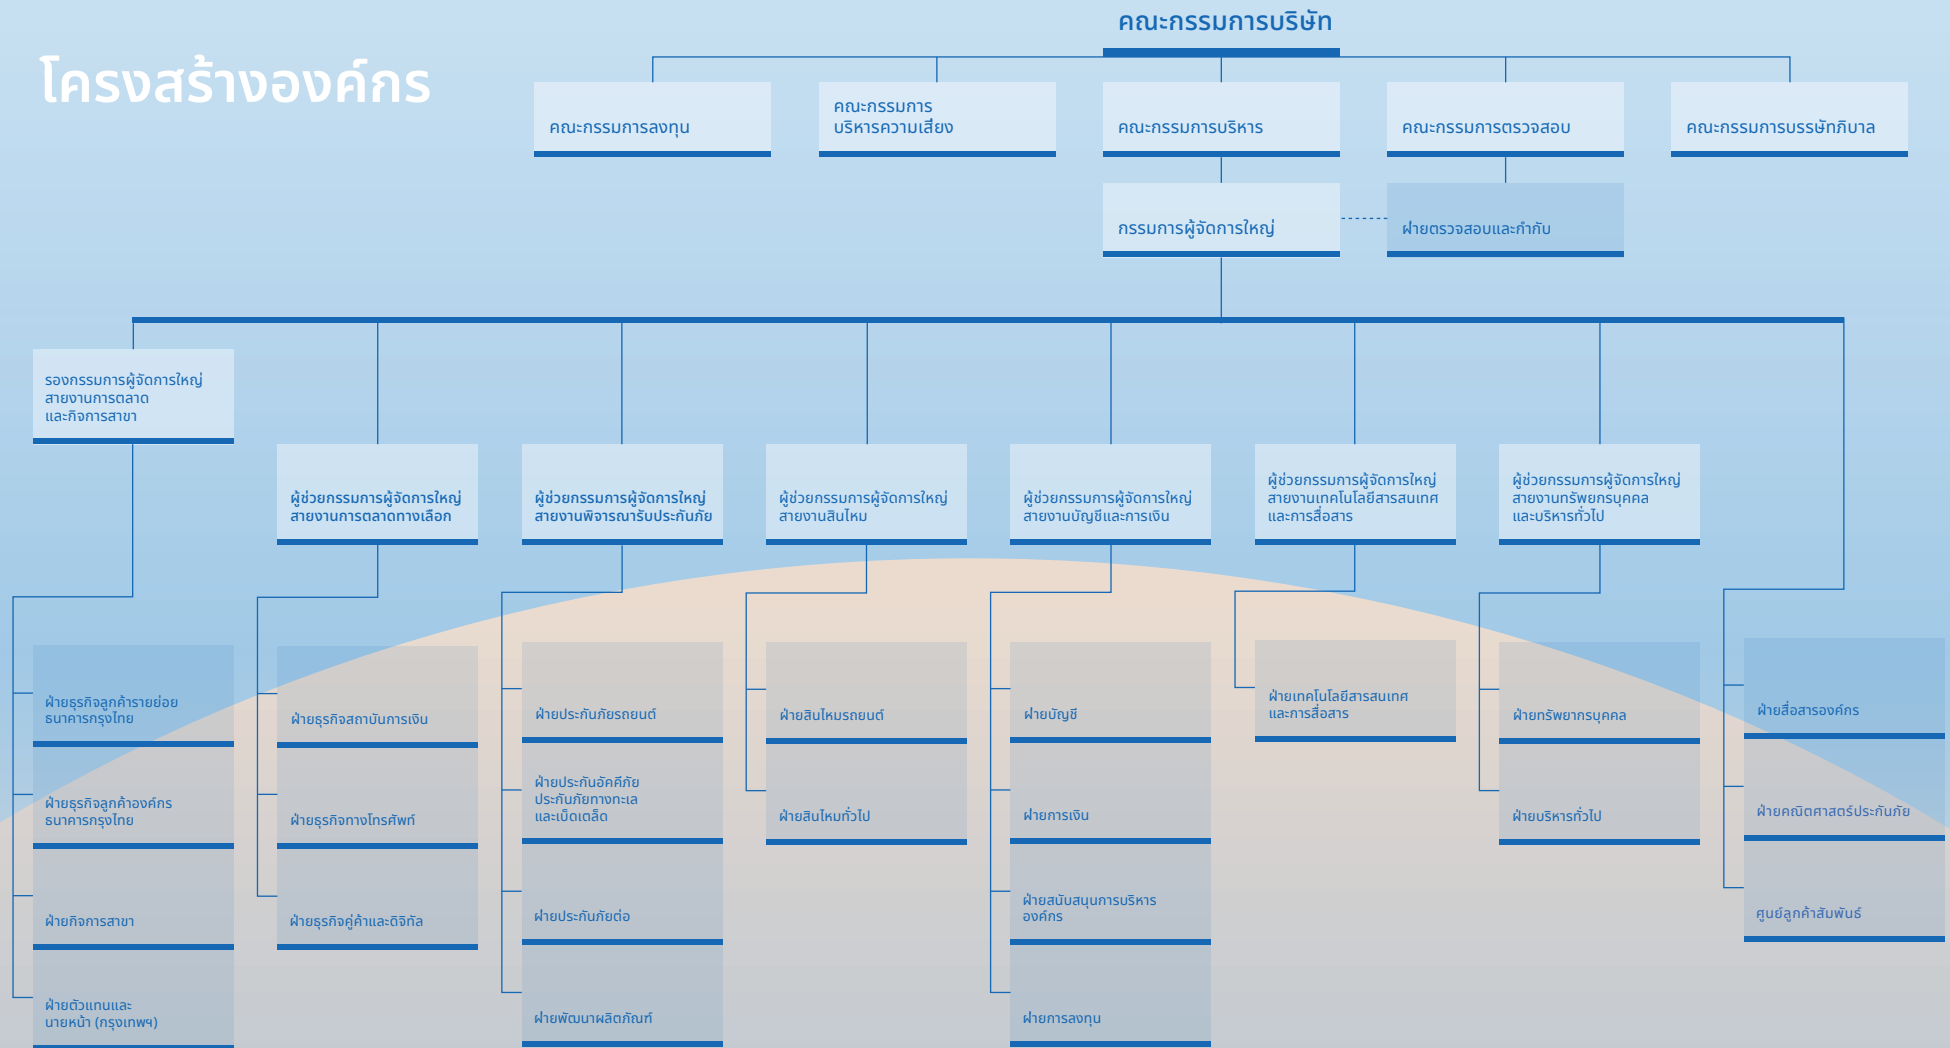 คณะกรรมการบริษัท
โครงสร้างองค์กร
คณะกรรมการลงทุน
คณะกรรมการ
บริหารความเสี่ยง
คณะกรรมการบริหาร
คณะกรรมการตรวจสอบ
คณะกรรมการบรรษัทภิบาล
กรรมการผู้จัดการใหญ่
ฝ่ายตรวจสอบและกำกับ
รองกรรมการผู้จัดการใหญ่
สายงานการตลาด
และกิจการสาขา
ผู้ช่วยกรรมการผู้จัดการใหญ่
สายงานการตลาดทางเลือก
ผู้ช่วยกรรมการผู้จัดการใหญ่
สายงานพิจารณารับประกันภัย
ผู้ช่วยกรรมการผู้จัดการใหญ่
สายงานสินไหม
ผู้ช่วยกรรมการผู้จัดการใหญ่
สายงานบัญชีและการเงิน
ผู้ช่วยกรรมการผู้จัดการใหญ่
สายงานเทคโนโลยีสารสนเทศ
และการสื่อสาร
ผู้ช่วยกรรมการผู้จัดการใหญ่
สายงานทรัพยกรบุคคล
และบริหารทั่วไป
ฝ่ายธุรกิจลูกค้ารายย่อย
ธนาคารกรุงไทย
ฝ่ายธุรกิจลูกค้าองค์กร
ธนาคารกรุงไทย
ฝ่ายกิจการสาขา
ฝ่ายตัวแทนและ
นายหน้า (กรุงเทพฯ)
ฝ่ายธุรกิจสถาบันการเงิน
ฝ่ายธุรกิจทางโทรศัพท์
ฝ่ายธุรกิจคู่ค้าและดิจิทัล
ฝ่ายประกันภัยรถยนต์
ฝ่ายประกันอัคคีภัย
ประกันภัยทางทะเล
และเบ็ดเตล็ด
ฝ่ายประกันภัยต่อ
ฝ่ายพัฒนาผลิตภัณฑ์
ฝ่ายสินไหมรถยนต์
ฝ่ายสินไหมทั่วไป
ฝ่ายบัญชี
ฝ่ายการเงิน
ฝ่ายสนับสนุนการบริหาร
องค์กร
ฝ่ายการลงทุน
ฝ่ายเทคโนโลยีสารสนเทศ
และการสื่อสาร
ฝ่ายทรัพยากรบุคคล
ฝ่ายบริหารทั่วไป
ฝ่ายสื่อสารองค์กร
ฝ่ายคณิตศาสตร์ประกันภัย
ศูนย์ลูกค้าสัมพันธ์